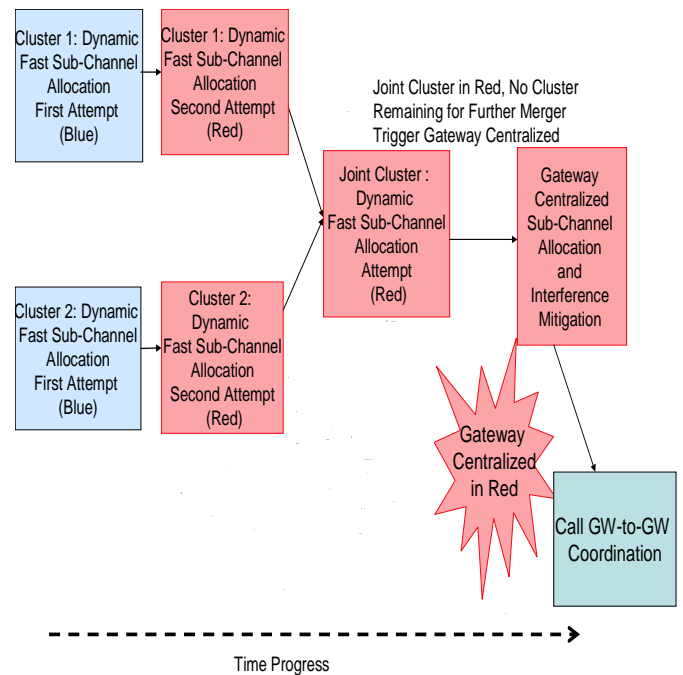 Cluster 1: Dynamic
Fast Sub-Channel
Allocation
First Attempt
(Blue)
Cluster 1: Dynamic
Fast Sub-Channel
Allocation
Second Attempt
(Red)
Joint Cluster in Red, No Cluster
Remaining for Further Merger
Trigger Gateway Centralized
Joint Cluster :
Dynamic
Fast Sub-Channel
Allocation
Attempt
(Red)
Gateway
Centralized
Sub-Channel
Allocation
and
Interference
Mitigation
Cluster 2: Dynamic
Fast Sub-Channel
Allocation
First Attempt
(Blue)
Cluster 2:
Dynamic
Fast Sub-Channel
Allocation
Second Attempt
(Red)
Gateway
Centralized
in Red
Call GW-to-GW
Coordination
Time Progress